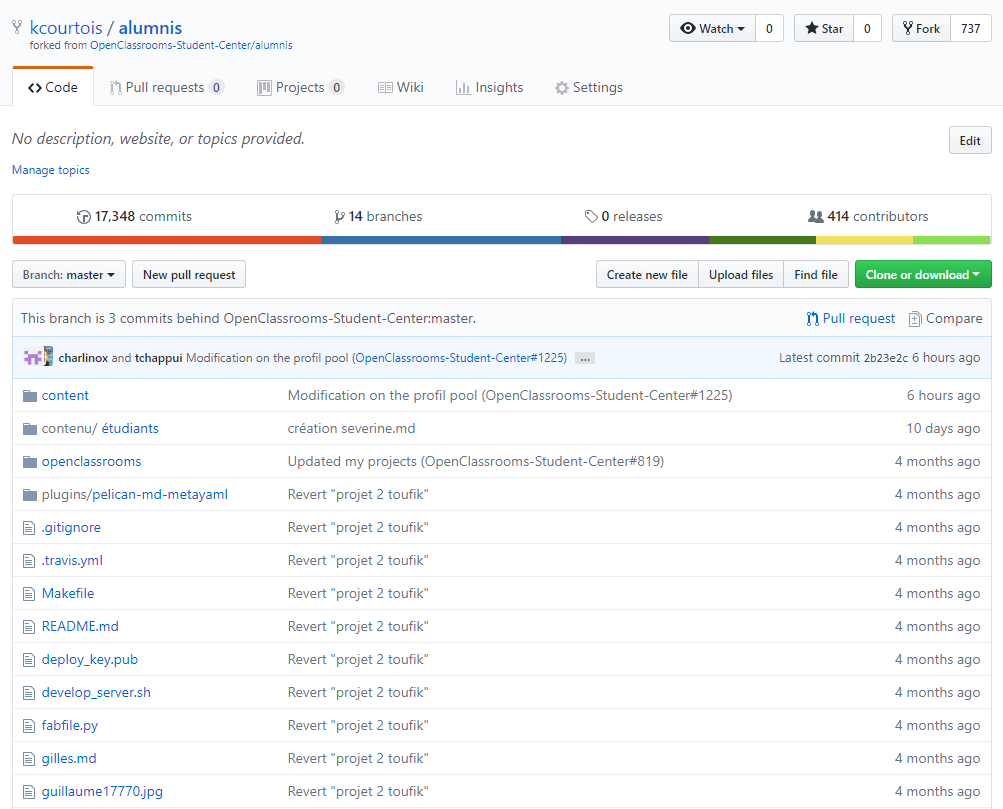 kcourtois / alumnis
forked from OpenClassrooms-Student-Center/alumnis
Watch 0 Star 0 Fork 737
Code Pull requests 0 Projects 0 Wiki Insights Settings
No description, website, or topics provided.
Edit
Manage topics
17,348 commits 14 branches 0 releases 414 contributors
Branch: master New pull request Create new file Upload files Find file Clone or download
This branch is 3 commits behind OpenClassrooms-Student-Center:master. Pull request Compare
charlinox and tchappui Modification on the profil pool (OpenClassrooms-Student-Center#1225) ... Latest commit 2b23e2c 6 hours ago
content Modification on the profil pool (OpenClassrooms-Student-Center#1225) 6 hours ago
contenu/ étudiants création severine.md 10 days ago
openclassrooms Updated my projects (OpenClassrooms-Student-Center#819) 4 months ago
plugins/pelican-md-metayaml Revert "projet 2 toufik" 4 months ago
.gitignore Revert "projet 2 toufik" 4 months ago
.travis.yml Revert "projet 2 toufik" 4 months ago
Makefile Revert "projet 2 toufik" 4 months ago
README.md Revert "projet 2 toufik" 4 months ago
deploy_key.pub Revert "projet 2 toufik" 4 months ago
develop_server.sh Revert "projet 2 toufik" 4 months ago
fabfile.py Revert "projet 2 toufik" 4 months ago
gilles.md Revert "projet 2 toufik" 4 months ago
guillaume17770.jpg Revert "projet 2 toufik" 4 months ago